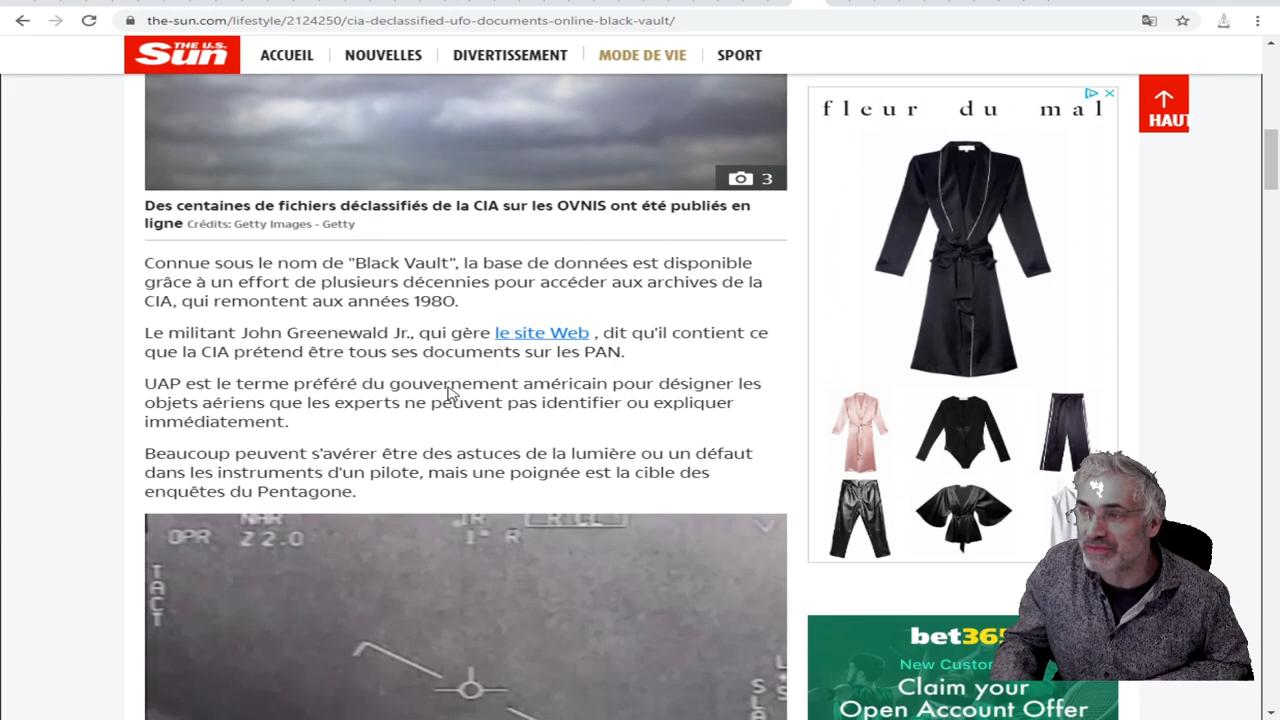 the-sun.com/lifestyle/2124250/cia-declassified-ufo-documents-online-black-vault/
THE U.S.
Sun
ACCUEIL
NOUVELLES
DIVERTISSEMENT
MODE DE VIE
SPORT
3
Des centaines de fichiers déclassifiés de la CIA sur les OVNIS ont été publiés en
ligne Crédits: Getty Images - Getty
Connue sous le nom de "Black Vault", la base de données est disponible
grâce à un effort de plusieurs décennies pour accéder aux archives de la
CIA, qui remontent aux années 1980.
Le militant John Greenewald Jr., qui gère le site Web , dit qu'il contient ce
que la CIA prétend être tous ses documents sur les PAN.
UAP est le terme préféré du gouvernement américain pour désigner les
objets aériens que les experts ne peuvent pas identifier ou expliquer
immédiatement.
Beaucoup peuvent s'avérer être des astuces de la lumière ou un défaut
dans les instruments d'un pilote, mais une poignée est la cible des
enquêtes du Pentagone.
NAR
IR
OPR Z 2.0
1° R
TACT
fleur du mal
HAUT
bet365
New Custom
Claim your
Open Account Offer